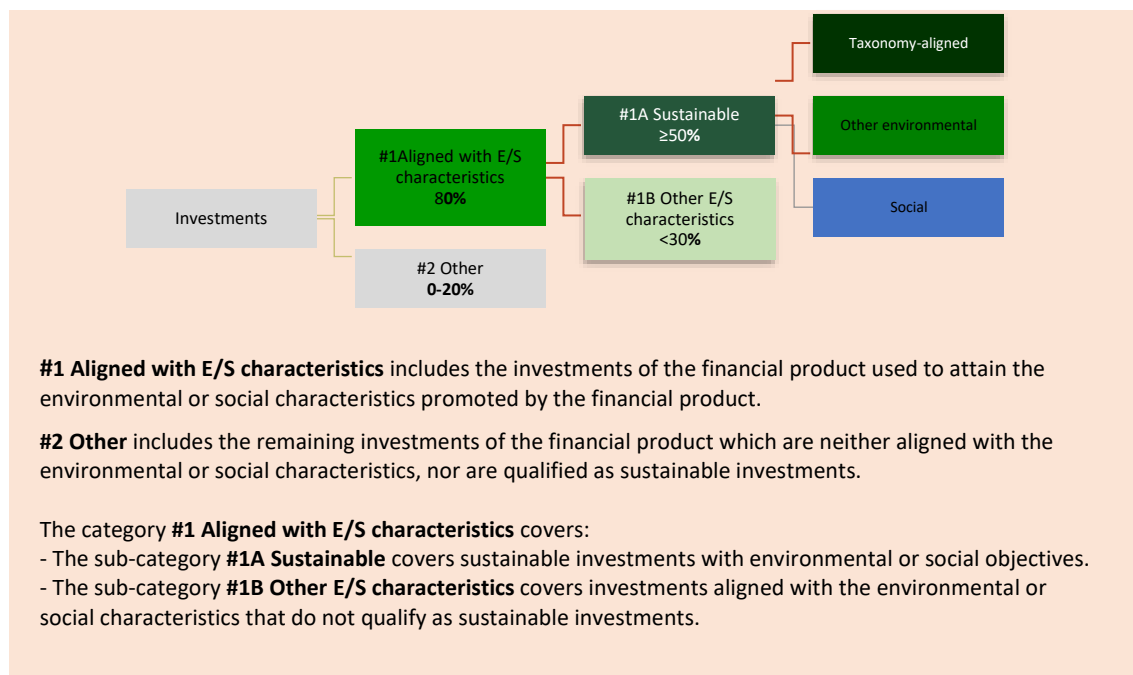 Taxonomy-aligned
#1A Sustainable
≥50%
Other environmental
#1Aligned with E/S
characteristics
80%
#1B Other E/S
characteristics
<30%
Social
Investments
#2 Other
0-20%
#1 Aligned with E/S characteristics includes the investments of the financial product used to attain the
environmental or social characteristics promoted by the financial product.
#2 Other includes the remaining investments of the financial product which are neither aligned with the
environmental or social characteristics, nor are qualified as sustainable investments.
The category #1 Aligned with E/S characteristics covers:
- The sub-category #1A Sustainable covers sustainable investments with environmental or social objectives.
- The sub-category #1B Other E/S characteristics covers investments aligned with the environmental or
social characteristics that do not qualify as sustainable investments.